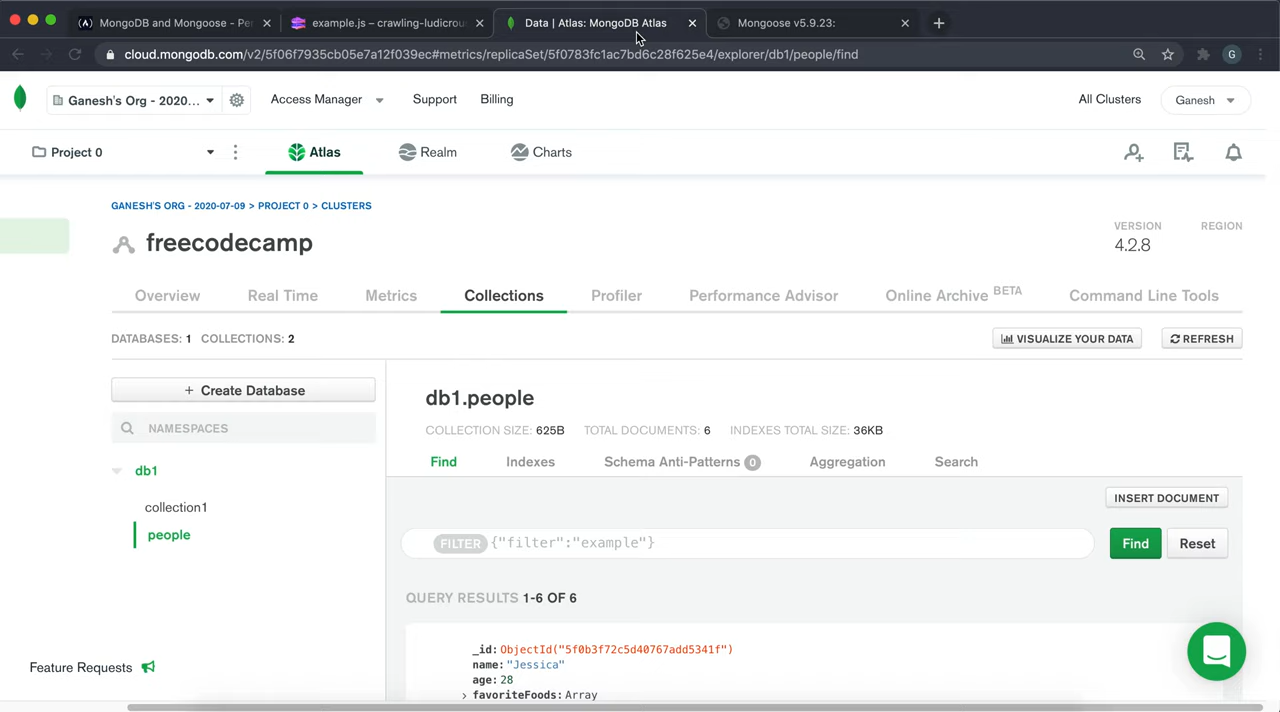 MongoDB and Mongoose - Per
example.js – crawling-ludicrou
Data | Atlas: MongoDB Atlas
Mongoose v5.9.23:
cloud.mongodb.com/v2/5f06f7935cb05e7a12f039ec#metrics/replicaSet/5f0783fc1ac7bd6c28f625e4/explorer/db1/people/find
G
Ganesh's Org - 2020...
Access Manager
Support
Billing
All Clusters
Ganesh
Project 0
Atlas
Realm
Charts
GANESH'S ORG - 2020-07-09 > PROJECT 0 > CLUSTERS
freecodecamp
VERSION
4.2.8
REGION
Overview
Real Time
Metrics
Collections
Profiler
Performance Advisor
Online Archive BETA
Command Line Tools
DATABASES: 1 COLLECTIONS: 2
VISUALIZE YOUR DATA
REFRESH
+ Create Database
NAMESPACES
db1
collection1
people
Feature Requests
db1.people
COLLECTION SIZE: 625B TOTAL DOCUMENTS: 6 INDEXES TOTAL SIZE: 36KB
Find
Indexes
Schema Anti-Patterns 0
Aggregation
Search
INSERT DOCUMENT
FILTER {"filter":"example"}
Find
Reset
QUERY RESULTS 1-6 OF 6
_id: ObjectId("5f0b3f72c5d40767add5341f")
name: "Jessica"
age: 28
> favoriteFoods: Array